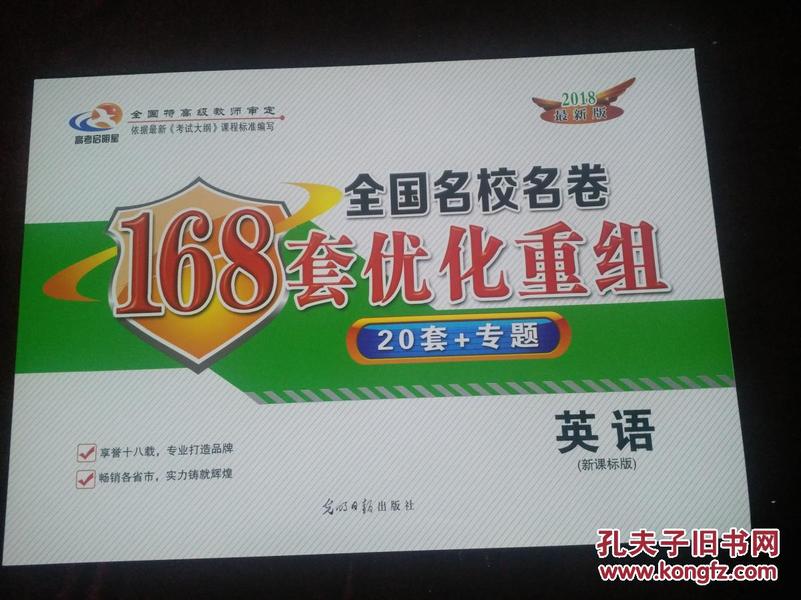 高考启明星
全国特高级教师审定
依据最新《考试大纲》课程标准编写
2018
最新版
全国名校名卷
168套优化重组
20套+专题
英语
(新课标版)
享誉十八载，专业打造品牌
畅销各省市，实力铸就辉煌
光明日报出版社
孔夫子旧书网
www.kongfz.com